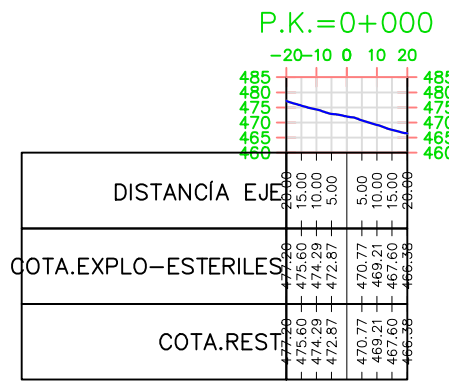 P.K.=0+000
-20 -10 0 10 20
485 485
480 480
475 475
470 470
465 465
460 460
DISTANCÍA EJE 20.00 15.00 10.00 5.00 5.00 10.00 15.00 20.00
COTA.EXPLO-ESTERILES 477.20 475.60 474.29 472.87 470.77 469.21 467.60 466.38
COTA.REST 477.20 475.60 474.29 472.87 470.77 469.21 467.60 466.38